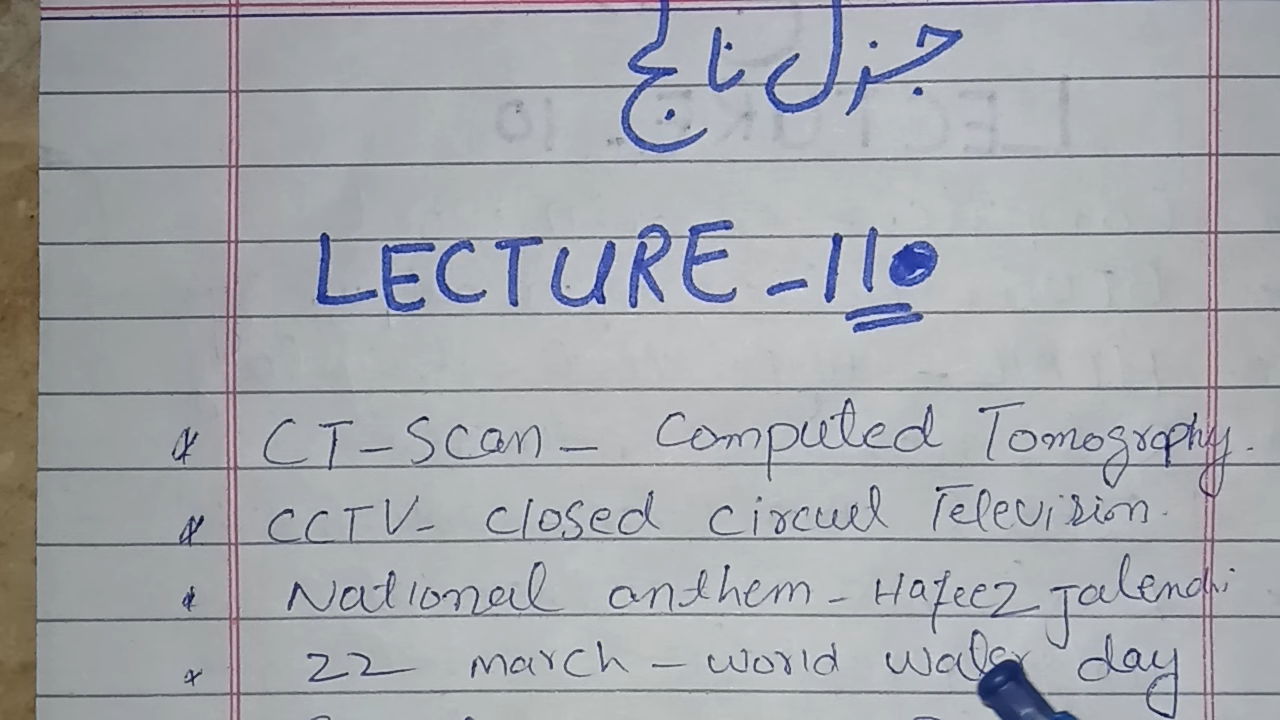 جنرل نالج
LECTURE - 11
* CT-Scan - Computed Tomography.
* CCTV - closed circuit Television.
* National anthem - Hafeez Jalendhi
* 22 march - world water day